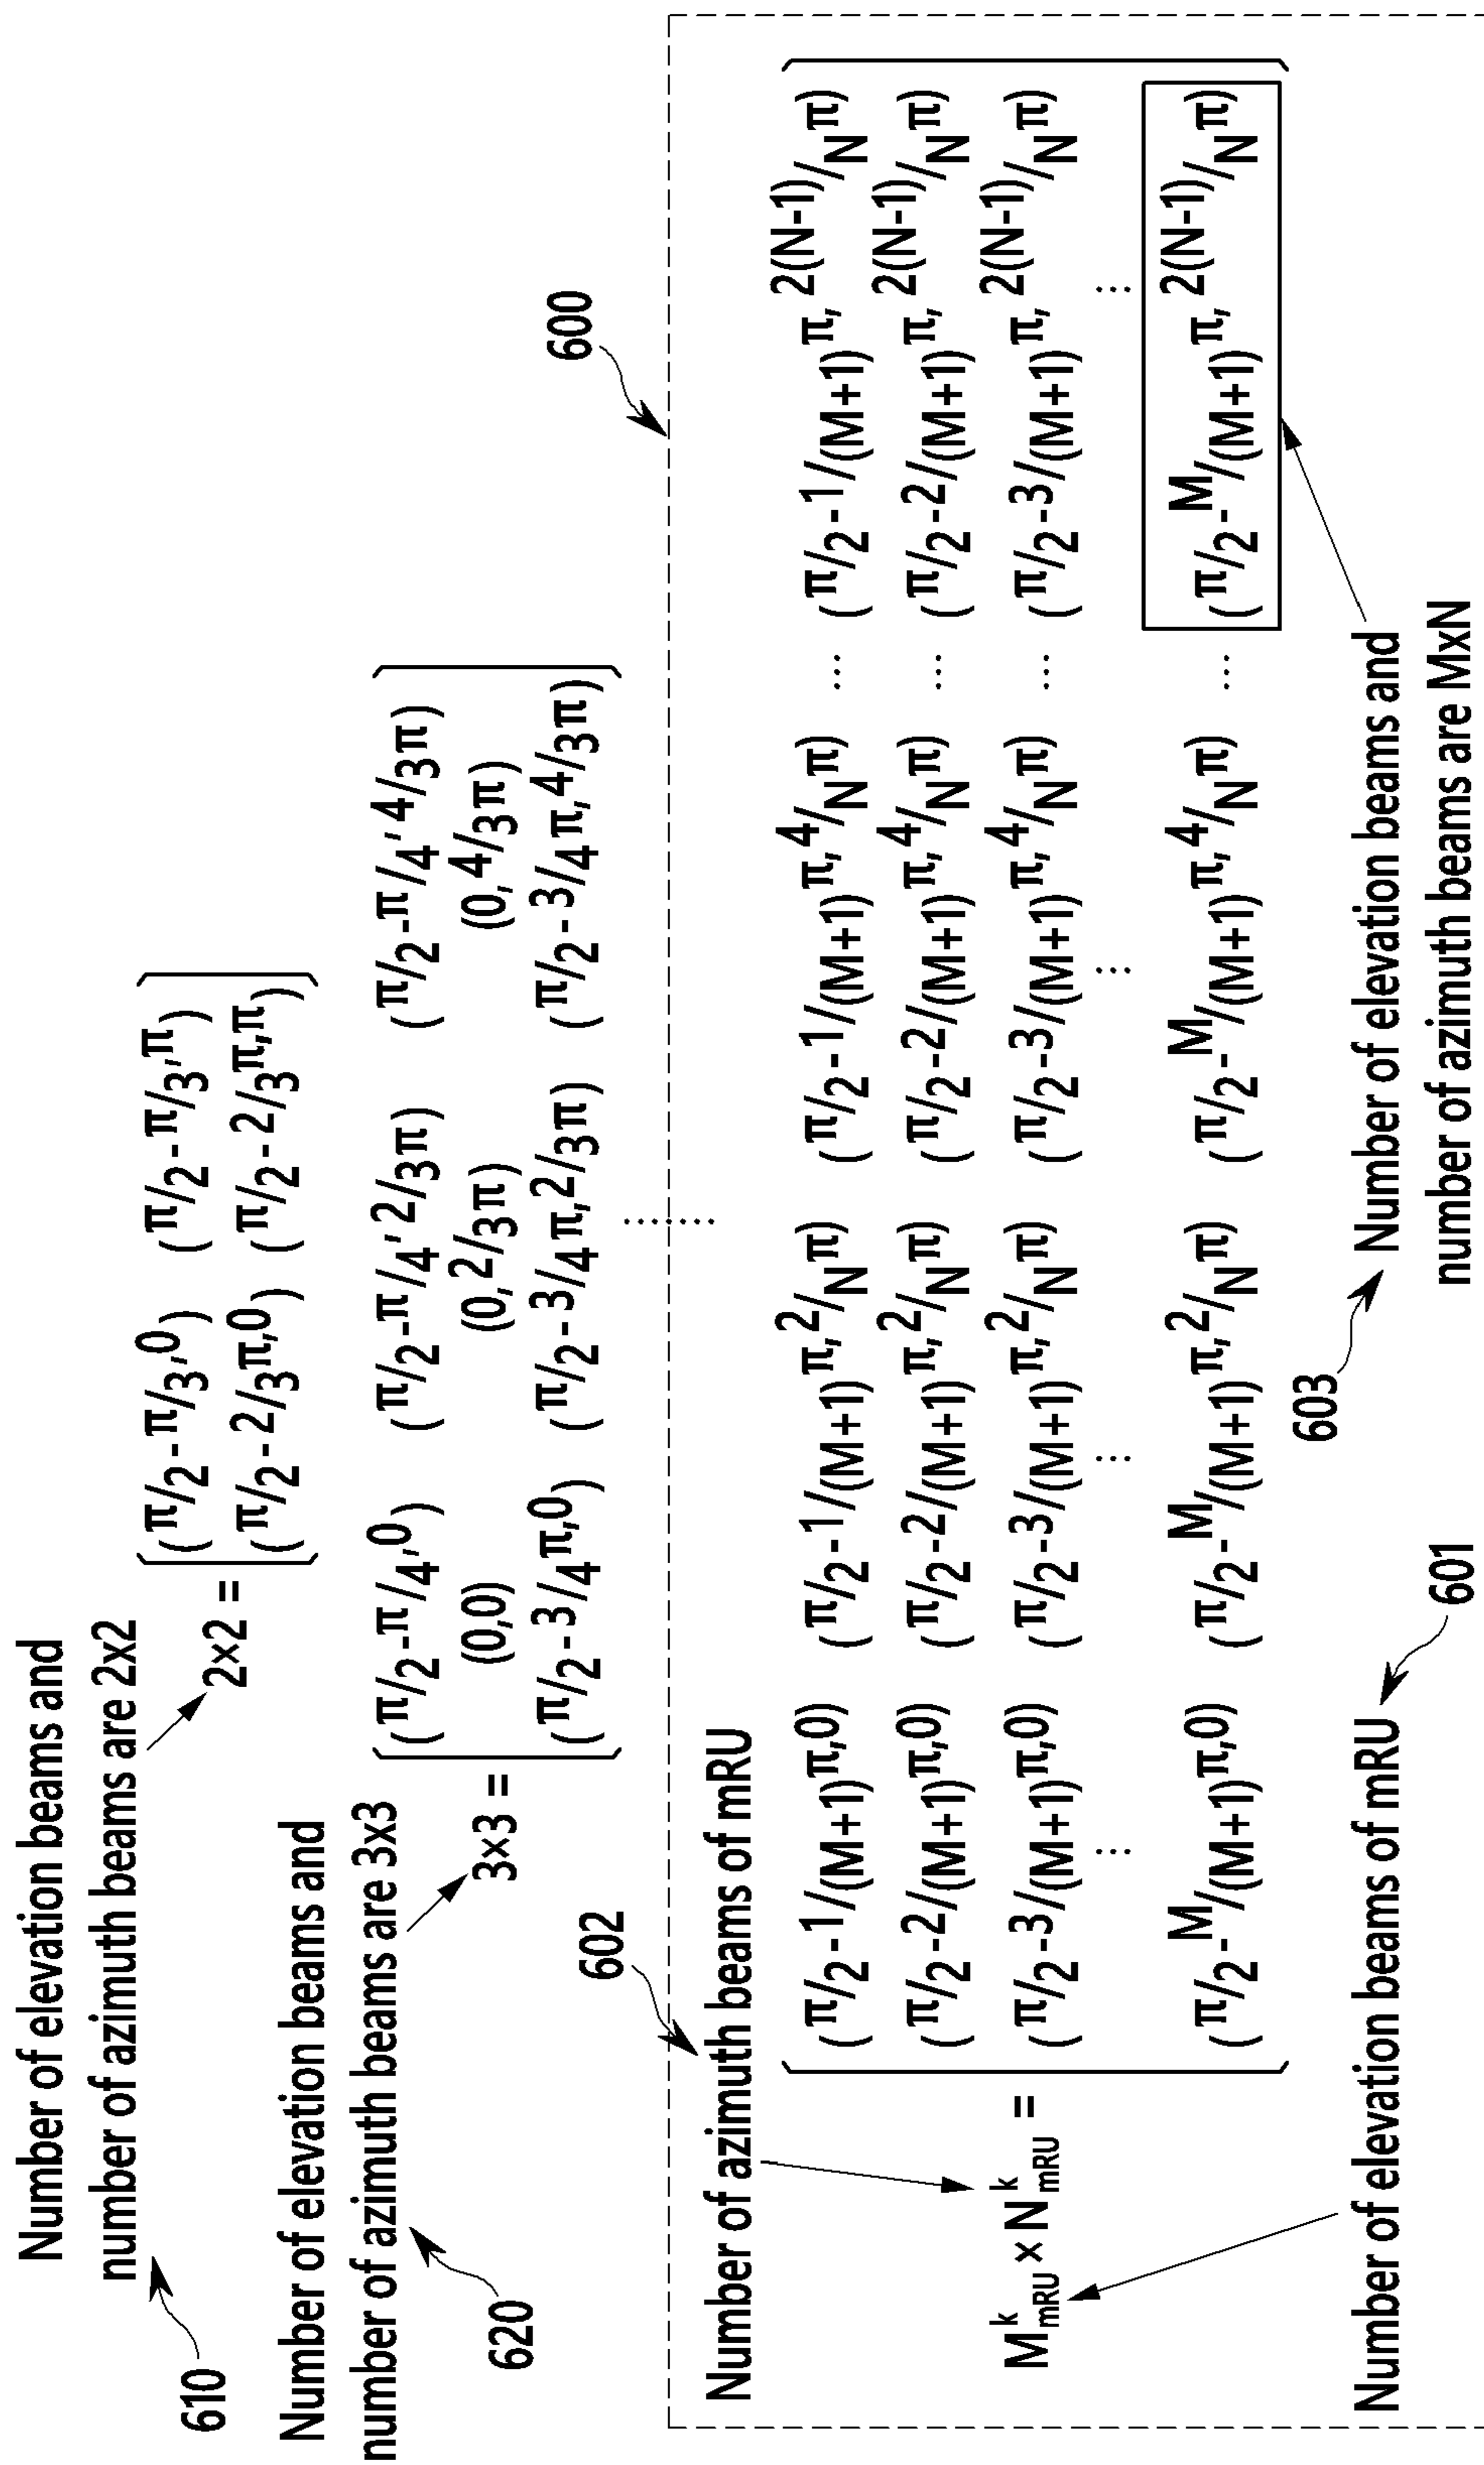 Number of elevation beams and
number of azimuth beams are 2x2
610
2×2 =
(π/2-π/3,0) (π/2-π/3,π)
(π/2-2/3π,0) (π/2-2/3π,π)
Number of elevation beams and
number of azimuth beams are 3x3
620
3×3 =
(π/2-π/4,0) (π/2-π/4,2/3π) (π/2-π/4,4/3π)
(0,0) (0,2/3π) (0,4/3π)
(π/2-3/4π,0) (π/2-3/4π,2/3π) (π/2-3/4π,4/3π)
.......
600
602
Number of azimuth beams of mRU
M^k_mRU × N^k_mRU =
(π/2-1/(M+1)π,0) (π/2-1/(M+1)π,2/Nπ) (π/2-1/(M+1)π,4/Nπ) ... (π/2-1/(M+1)π,2(N-1)/Nπ)
(π/2-2/(M+1)π,0) (π/2-2/(M+1)π,2/Nπ) (π/2-2/(M+1)π,4/Nπ) ... (π/2-2/(M+1)π,2(N-1)/Nπ)
(π/2-3/(M+1)π,0) (π/2-3/(M+1)π,2/Nπ) (π/2-3/(M+1)π,4/Nπ) ... (π/2-3/(M+1)π,2(N-1)/Nπ)
⋮ ⋮ ⋮ ⋮
(π/2-M/(M+1)π,0) (π/2-M/(M+1)π,2/Nπ) (π/2-M/(M+1)π,4/Nπ) ... (π/2-M/(M+1)π,2(N-1)/Nπ)
Number of elevation beams of mRU
601
603
Number of elevation beams and
number of azimuth beams are MxN